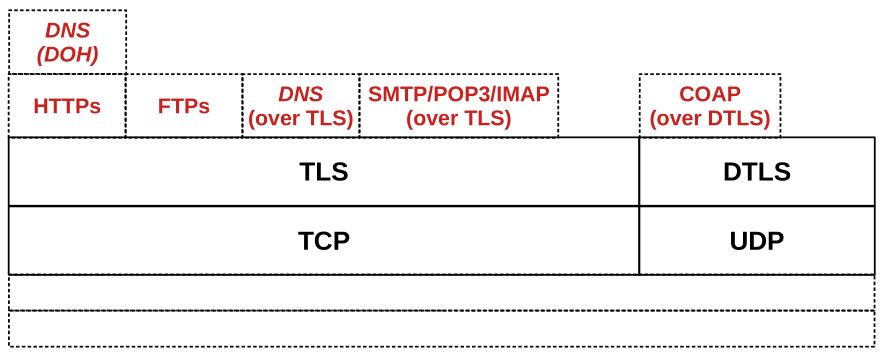 DNS
(DOH)
HTTPs
FTPs
DNS
(over TLS)
SMTP/POP3/IMAP
(over TLS)
COAP
(over DTLS)
TLS
DTLS
TCP
UDP